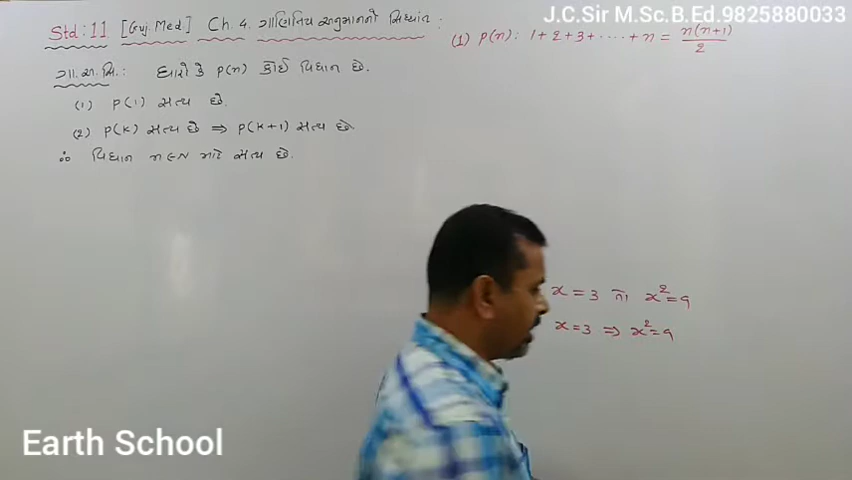 J.C.Sir M.Sc.B.Ed.9825880033
Std:11 [Guj. Med.] Ch. 4. ગાણિતિક અનુમાનનો સિધ્ધાંત :
(1) P(n): 1+2+3+.....+n = n(n+1)/2
ગા.અ.સિ.: ધારો કે P(n) કોઈ વિધાન છે.
(1) P(1) સત્ય છે.
(2) P(k) સત્ય છે ⇒ P(k+1) સત્ય છે.
∴ વિધાન n∈N માટે સત્ય છે.
x = 3 તો x²=9
x=3 ⇒ x²=9
Earth School